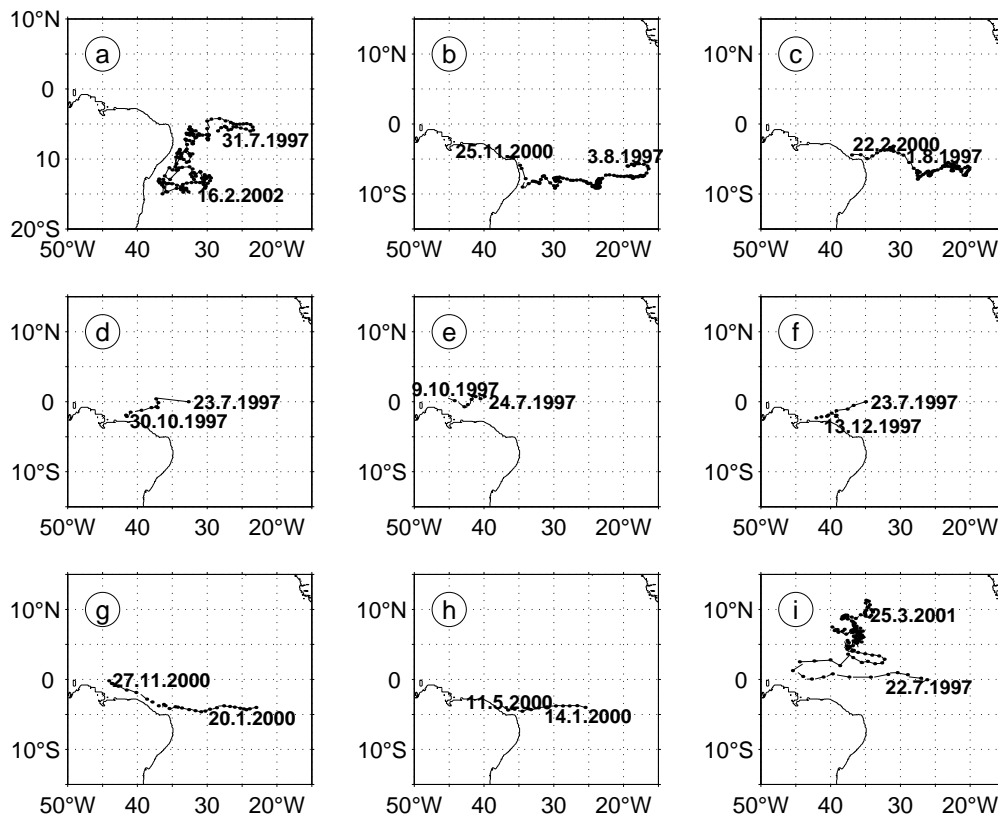 10°N
a
0
31.7.1997
10
16.2.2002
20°S
50°W 40 30 20°W
10°N
b
0
25.11.2000
3.8.1997
10°S
50°W 40 30 20°W
10°N
c
0
22.2.2000
1.8.1997
10°S
50°W 40 30 20°W
10°N
d
0
23.7.1997
30.10.1997
10°S
50°W 40 30 20°W
10°N
e
0
9.10.1997
24.7.1997
10°S
50°W 40 30 20°W
10°N
f
0
23.7.1997
13.12.1997
10°S
50°W 40 30 20°W
10°N
g
0
27.11.2000
20.1.2000
10°S
50°W 40 30 20°W
10°N
h
0
11.5.2000
14.1.2000
10°S
50°W 40 30 20°W
10°N
i
25.3.2001
0
22.7.1997
10°S
50°W 40 30 20°W